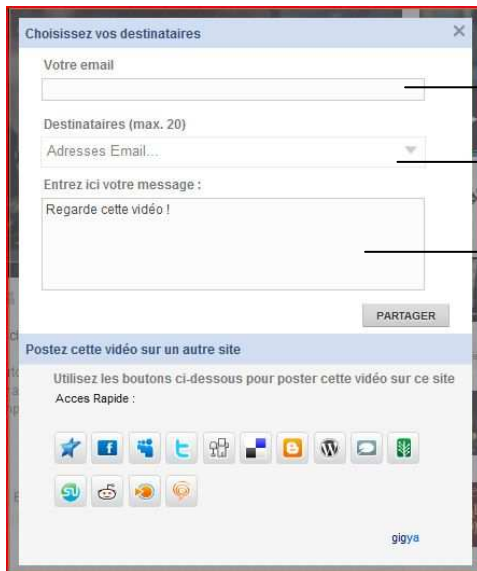 Choisissez vos destinataires
Votre email
Destinataires (max. 20)
Adresses Email...
Entrez ici votre message :
Regarde cette vidéo !
PARTAGER
Postez cette vidéo sur un autre site
Utilisez les boutons ci-dessous pour poster cette vidéo sur ce site
Acces Rapide :
gigya